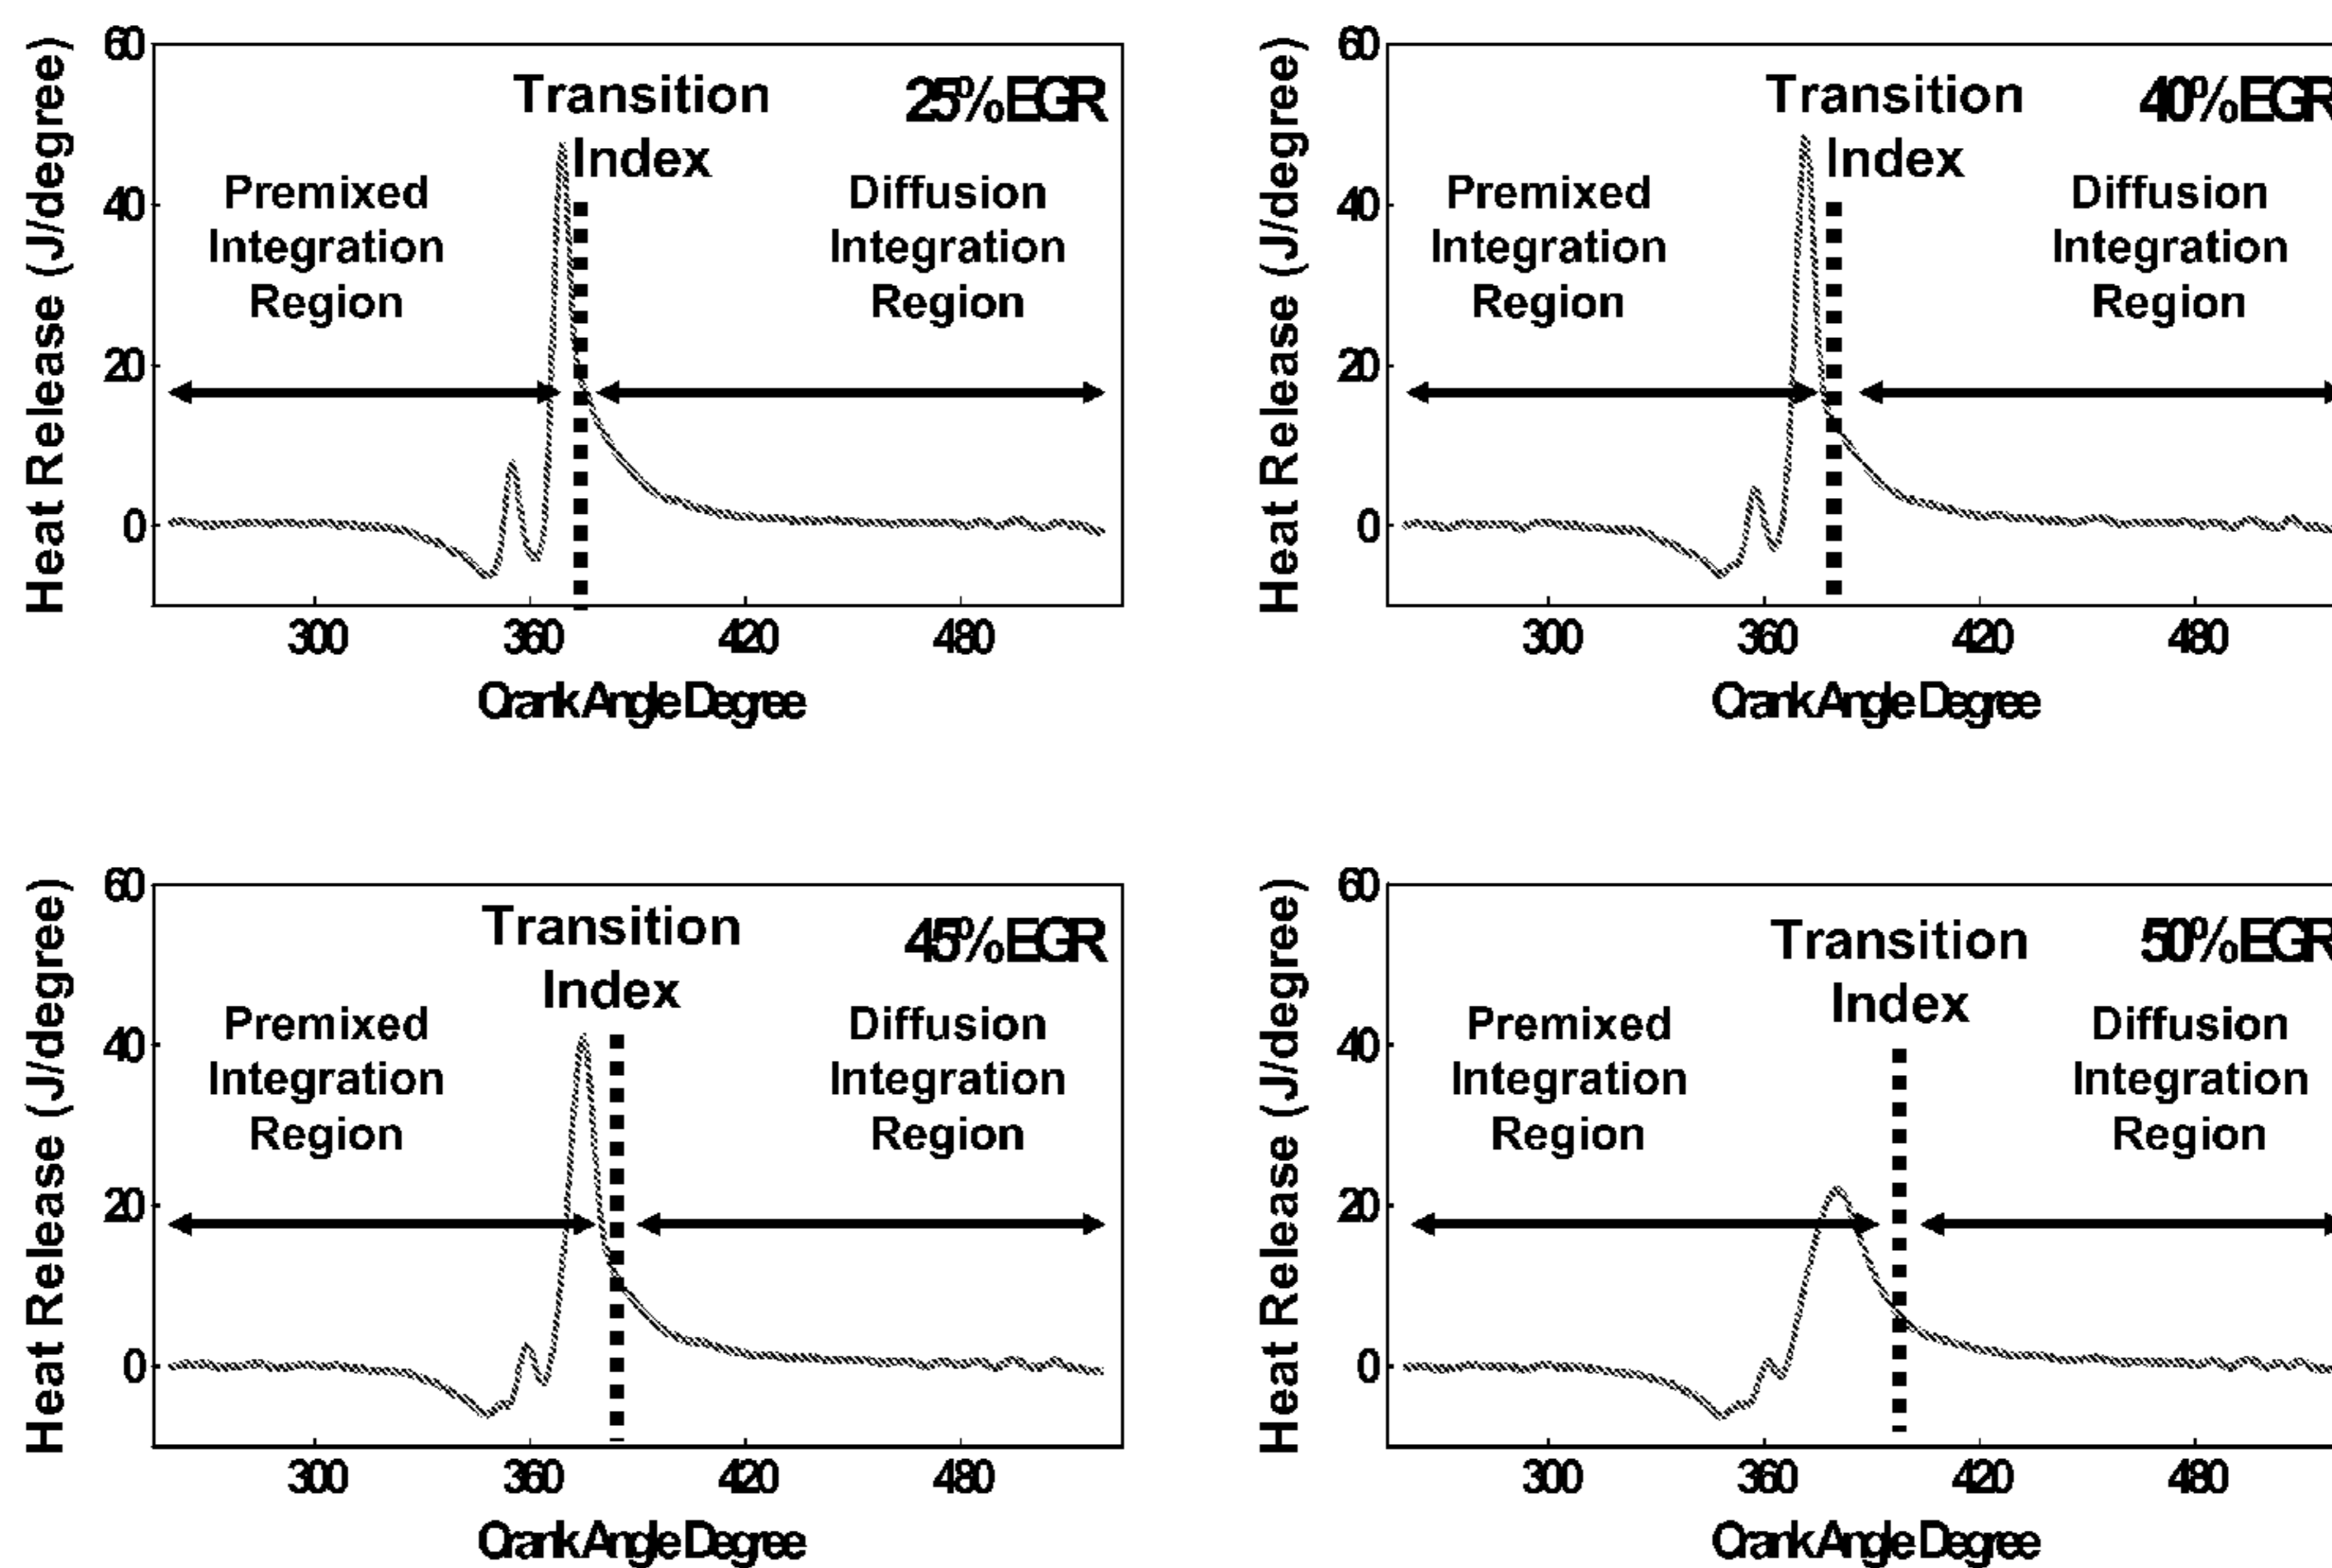 Heat Release (J/degree)
60
40
20
0
Transition
Index
25% EGR
Premixed
Integration
Region
Diffusion
Integration
Region
300 360 420 480
Crank Angle Degree
Heat Release (J/degree)
60
40
20
0
Transition
Index
40% EGR
Premixed
Integration
Region
Diffusion
Integration
Region
300 360 420 480
Crank Angle Degree
Heat Release (J/degree)
60
40
20
0
Transition
Index
45% EGR
Premixed
Integration
Region
Diffusion
Integration
Region
300 360 420 480
Crank Angle Degree
Heat Release (J/degree)
60
40
20
0
Transition
Index
50% EGR
Premixed
Integration
Region
Diffusion
Integration
Region
300 360 420 480
Crank Angle Degree